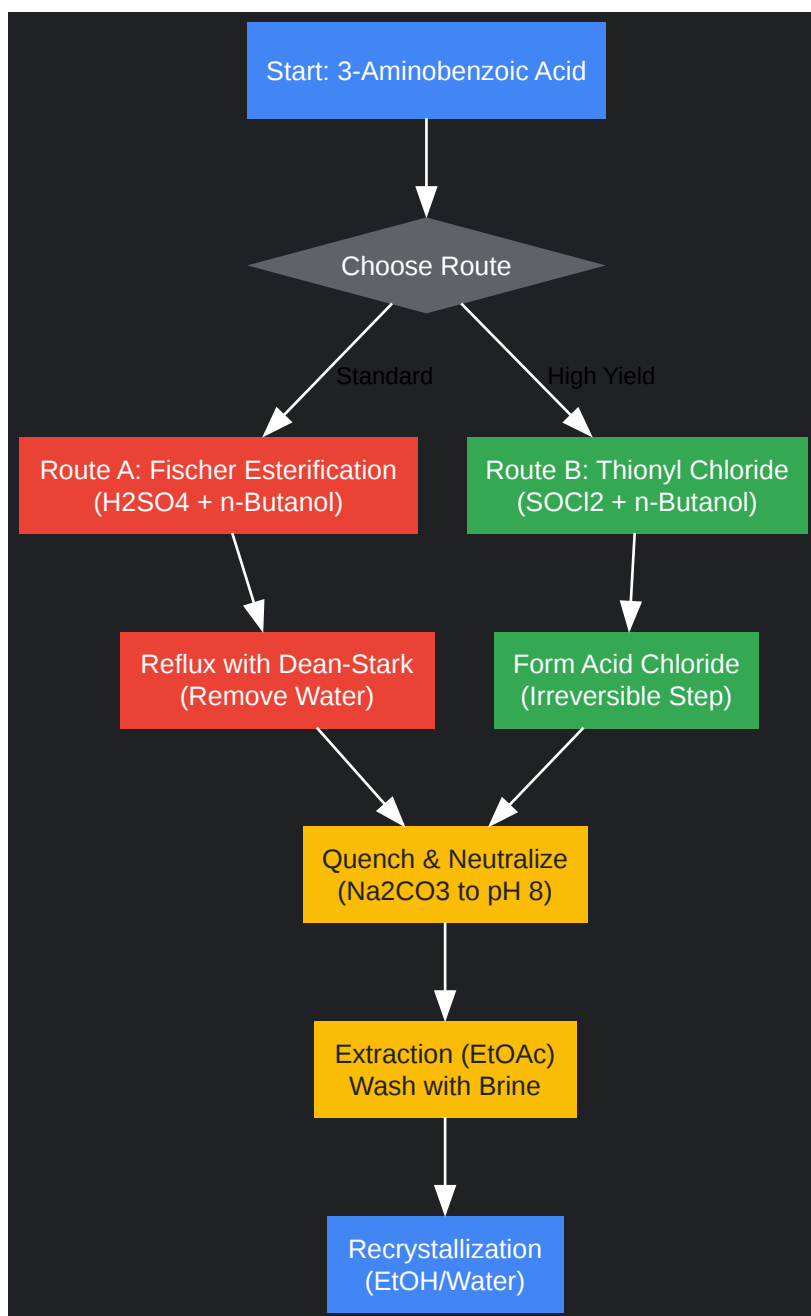 Start: 3-Aminobenzoic Acid
Choose Route
Standard
High Yield
Route A: Fischer Esterification
(H2SO4 + n-Butanol)
Route B: Thionyl Chloride
(SOCl2 + n-Butanol)
Reflux with Dean-Stark
(Remove Water)
Form Acid Chloride
(Irreversible Step)
Quench & Neutralize
(Na2CO3 to pH 8)
Extraction (EtOAc)
Wash with Brine
Recrystallization
(EtOH/Water)